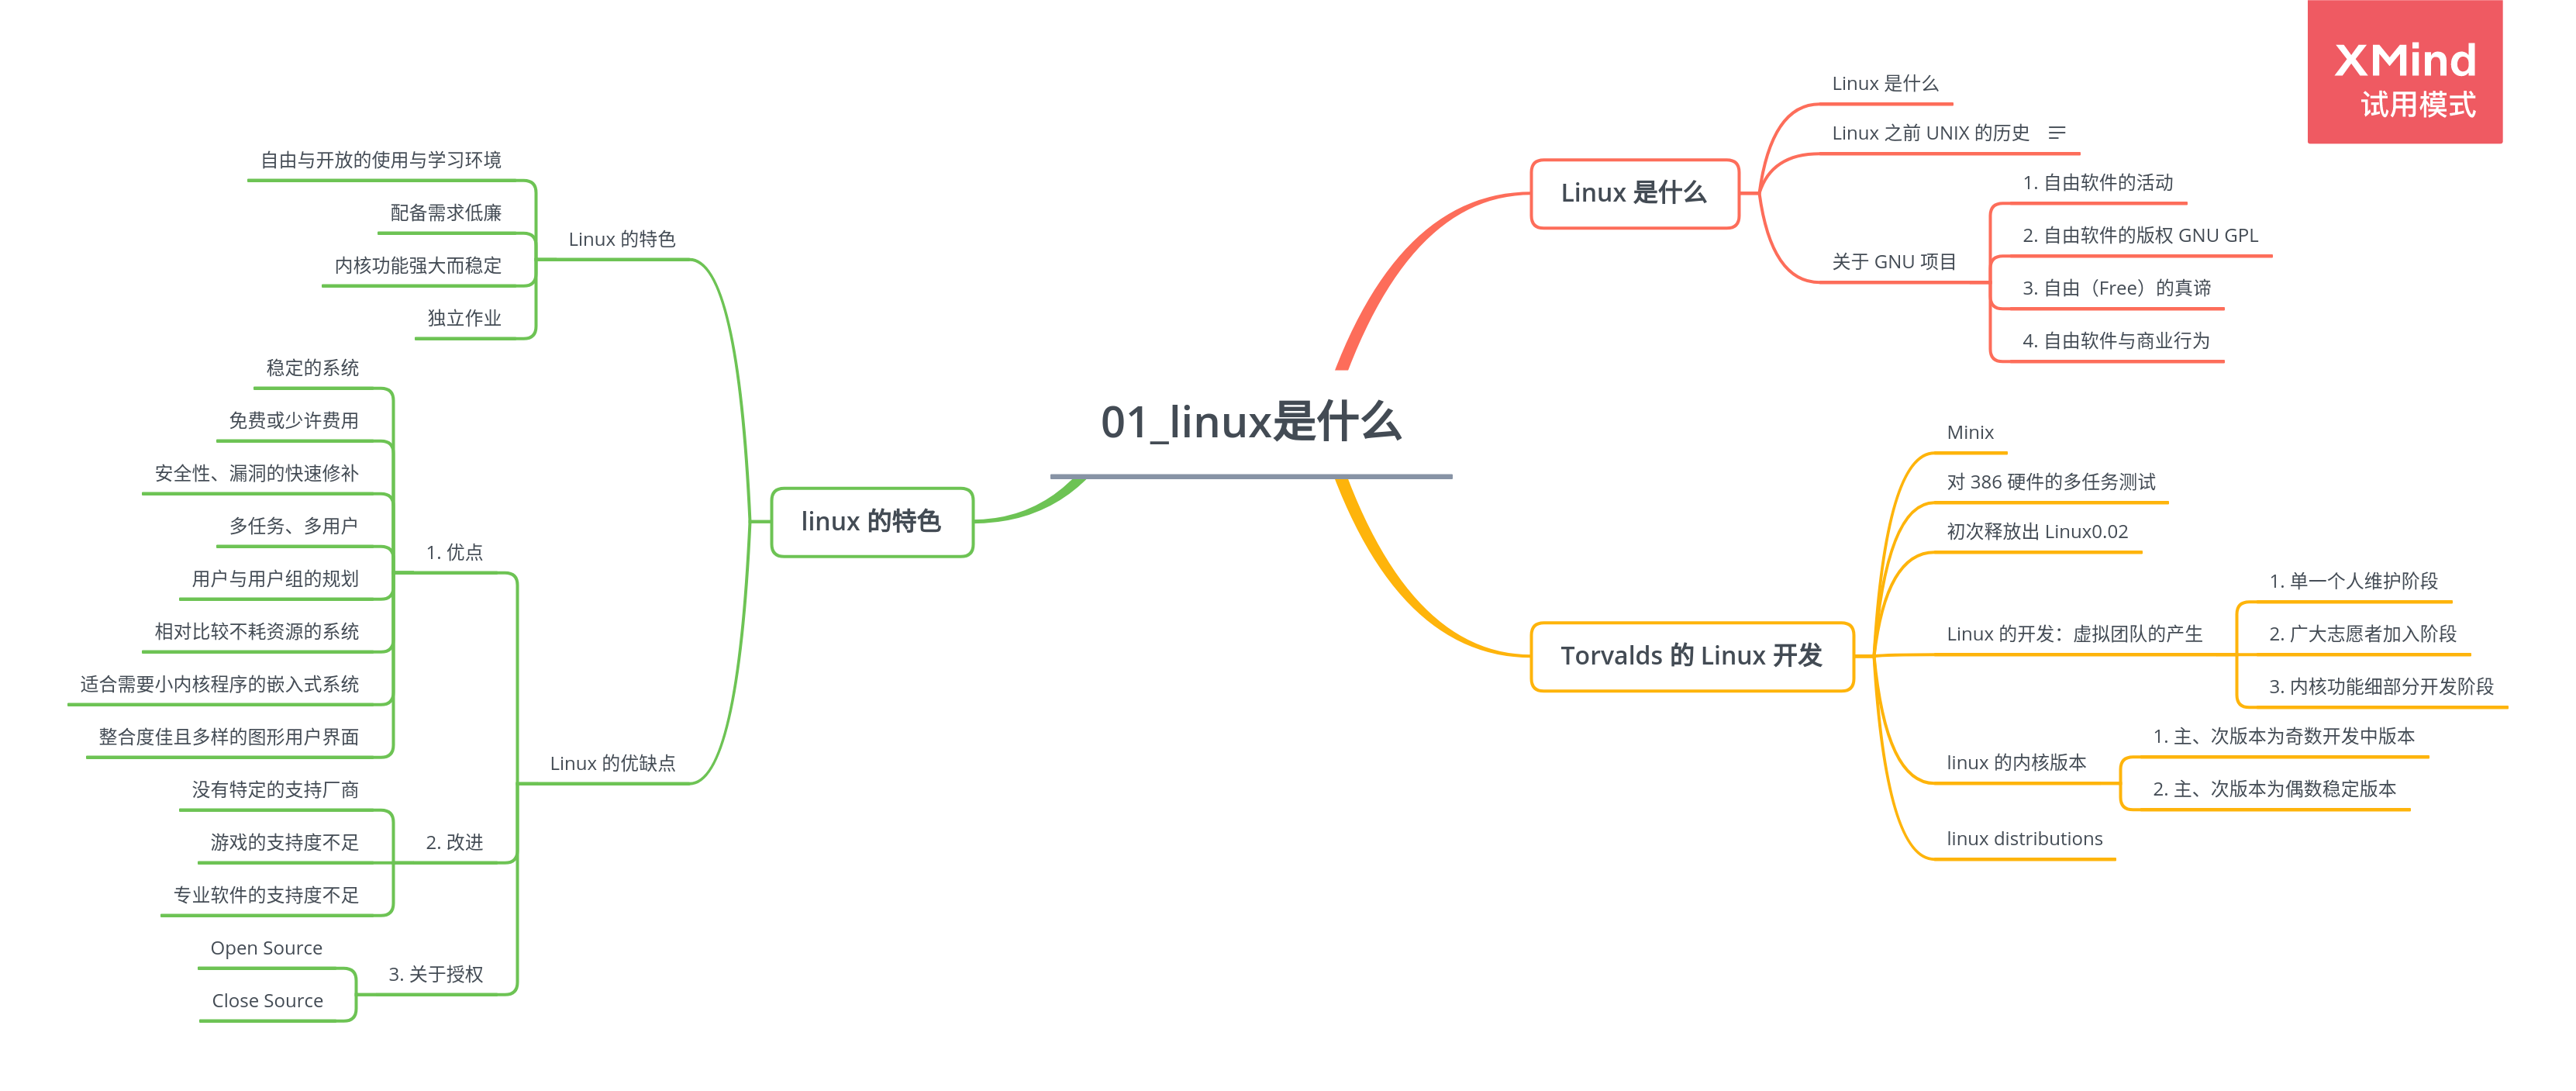 XMind
试用模式
01_linux是什么
Linux 是什么
Linux 是什么
Linux 之前 UNIX 的历史
关于 GNU 项目
1. 自由软件的活动
2. 自由软件的版权 GNU GPL
3. 自由（Free）的真谛
4. 自由软件与商业行为
Torvalds 的 Linux 开发
Minix
对 386 硬件的多任务测试
初次释放出 Linux0.02
Linux 的开发：虚拟团队的产生
1. 单一个人维护阶段
2. 广大志愿者加入阶段
3. 内核功能细部分开发阶段
linux 的内核版本
1. 主、次版本为奇数开发中版本
2. 主、次版本为偶数稳定版本
linux distributions
linux 的特色
Linux 的特色
自由与开放的使用与学习环境
配备需求低廉
内核功能强大而稳定
独立作业
Linux 的优缺点
1. 优点
稳定的系统
免费或少许费用
安全性、漏洞的快速修补
多任务、多用户
用户与用户组的规划
相对比较不耗资源的系统
适合需要小内核程序的嵌入式系统
整合度佳且多样的图形用户界面
2. 改进
没有特定的支持厂商
游戏的支持度不足
专业软件的支持度不足
3. 关于授权
Open Source
Close Source